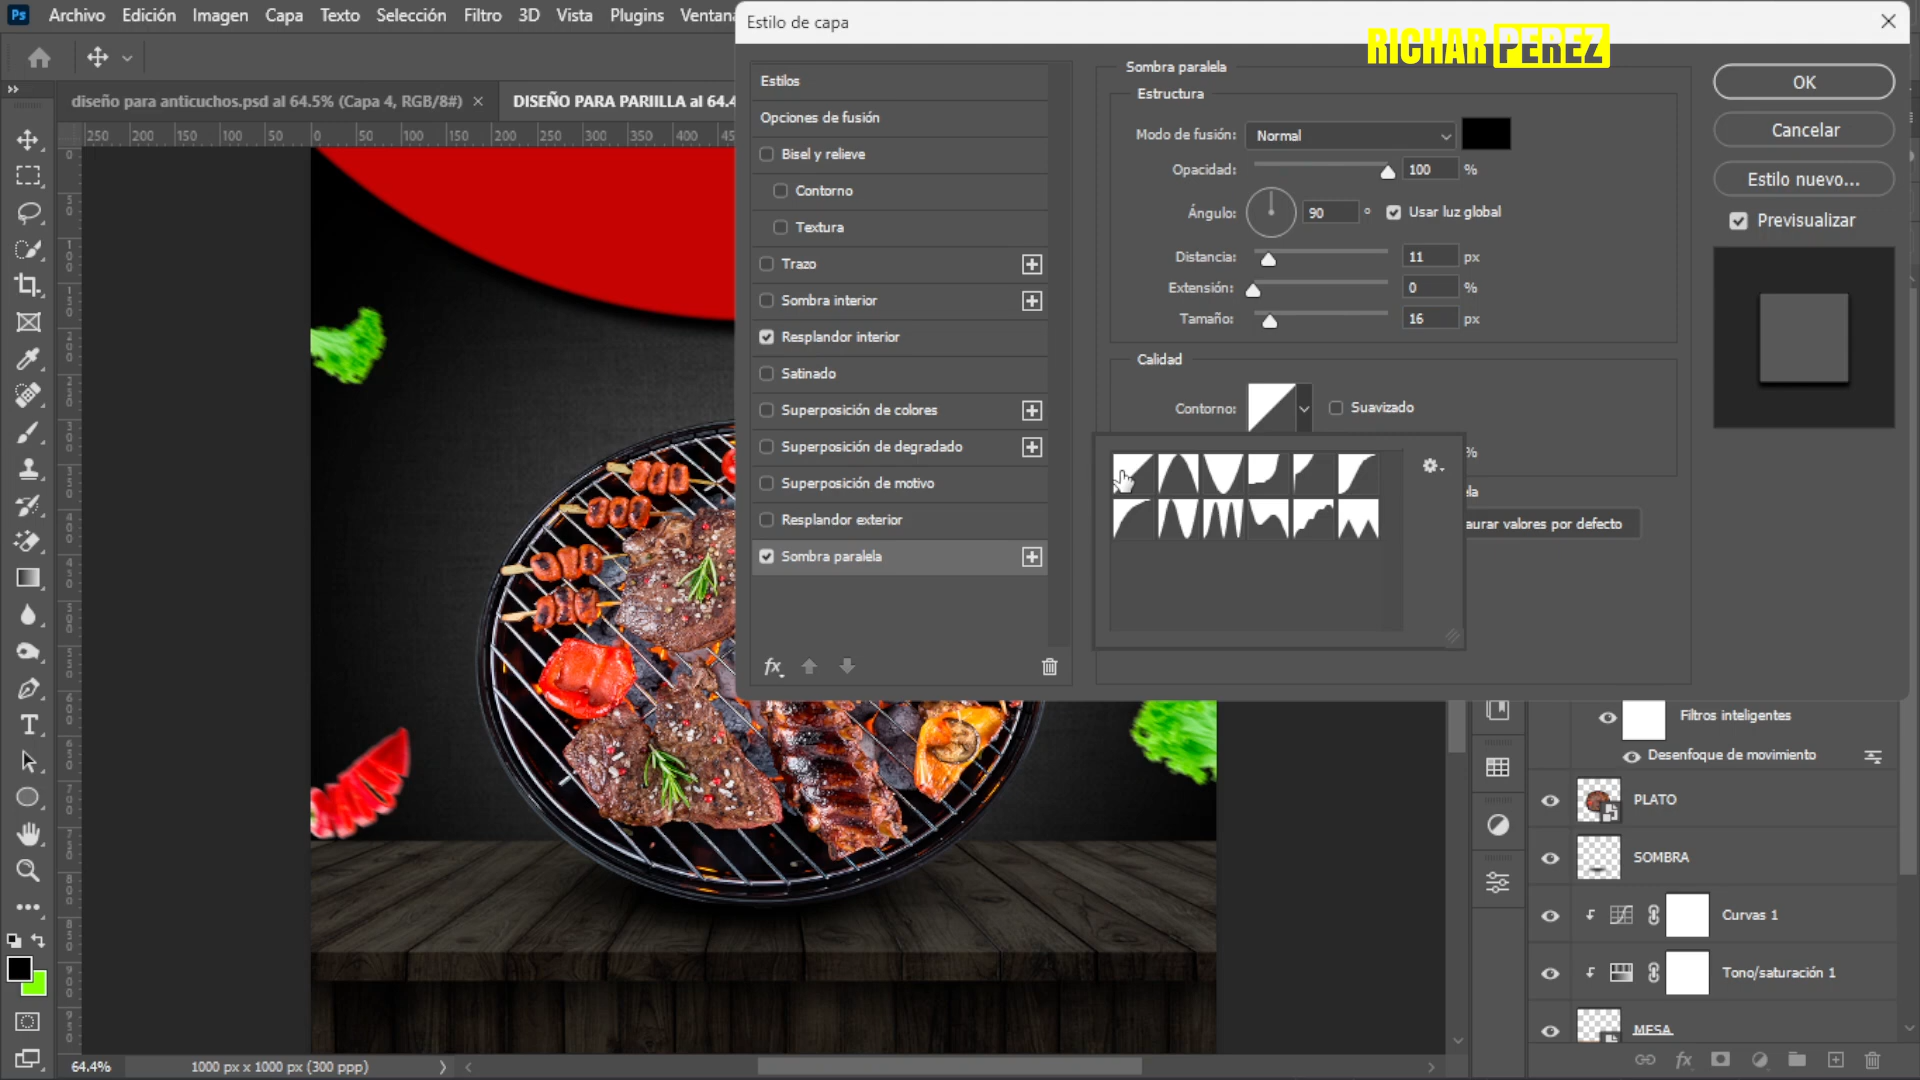 Ps Archivo Edición Imagen Capa Texto Selección Filtro 3D Vista Plugins
Estilo de capa
RICHAR PEREZ
diseño para anticuchos.psd al 64.5% (Capa 4, RGB/8#) ×
DISEÑO PARA PARIILLA al 64.4
250 200 150 100 50 0 50 100 150 200 250 300 350 400
Estilos
Opciones de fusión
Bisel y relieve
Contorno
Textura
Trazo
Sombra interior
Resplandor interior
Satinado
Superposición de colores
Superposición de degradado
Superposición de motivo
Resplandor exterior
Sombra paralela
fx
Sombra paralela
Estructura
Modo de fusión: Normal
Opacidad: 100 %
Ángulo: 90 ° Usar luz global
Distancia: 11 px
Extensión: 0 %
Tamaño: 16 px
Calidad
Contorno: Suavizado
%
ela
aurar valores por defecto
OK
Cancelar
Estilo nuevo...
Previsualizar
Filtros inteligentes
Desenfoque de movimiento
PLATO
SOMBRA
Curvas 1
Tono/saturación 1
MESA
fx
64.4% 1000 px x 1000 px (300 ppp)